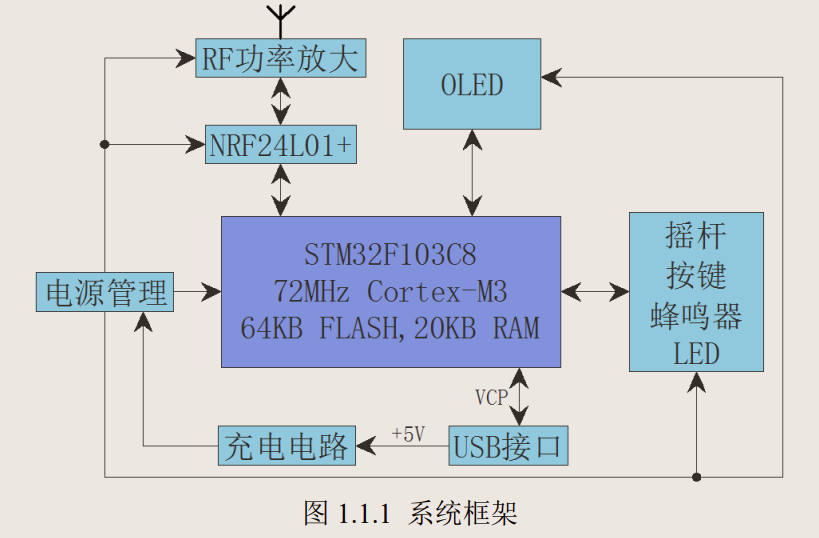 RF功率放大
OLED
NRF24L01+
STM32F103C8
72MHz Cortex-M3
64KB FLASH,20KB RAM
摇杆
按键
蜂鸣器
LED
电源管理
VCP
充电电路
+5V
USB接口
图 1.1.1 系统框架